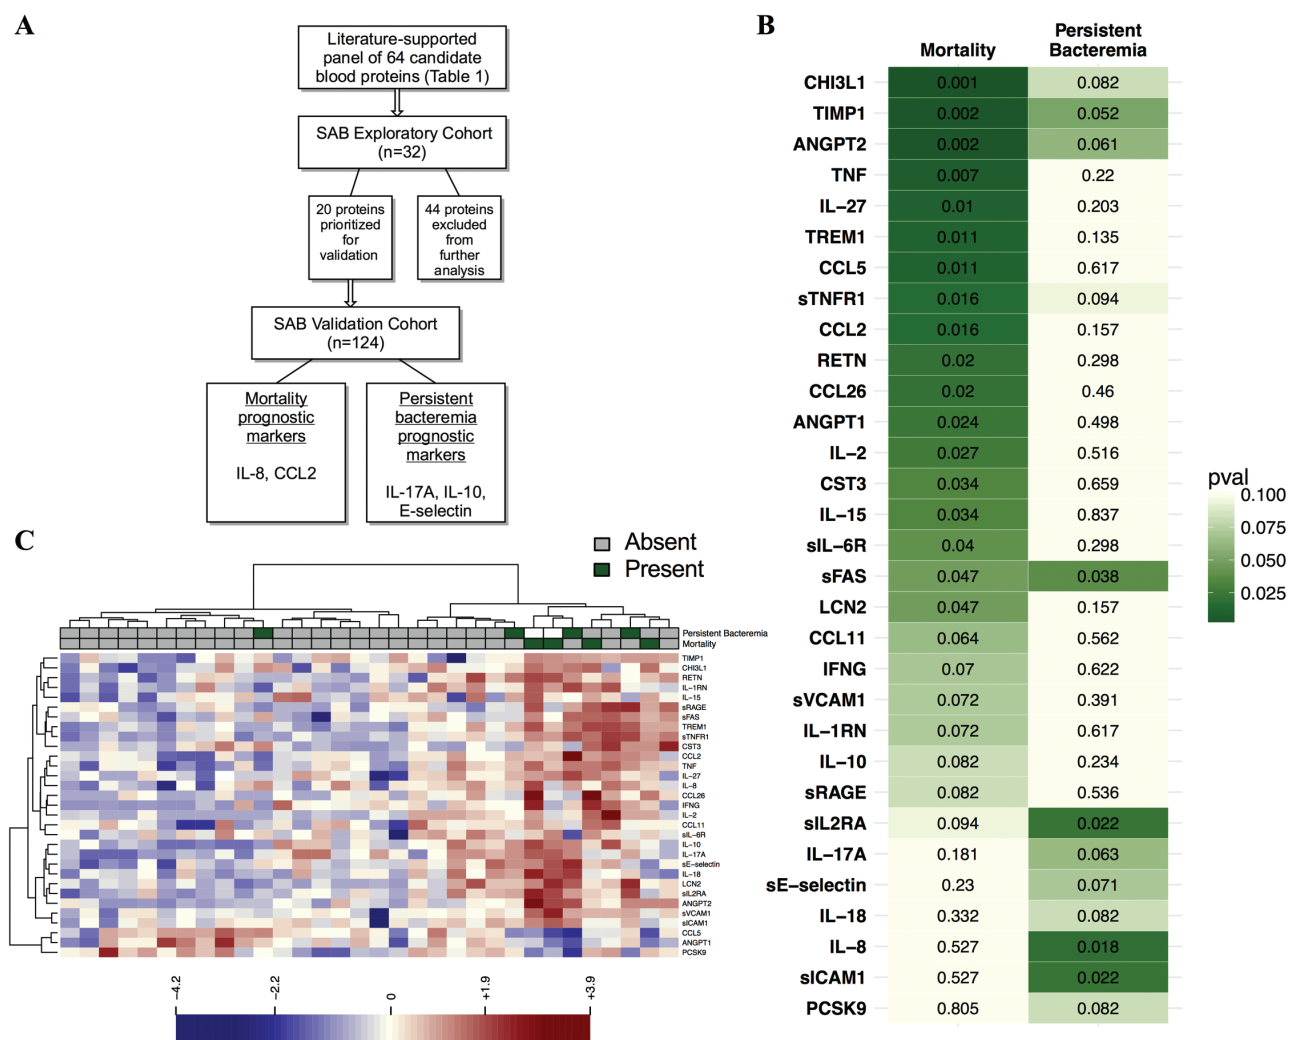 A
Literature-supported
panel of 64 candidate
blood proteins (Table 1)
SAB Exploratory Cohort
(n=32)
20 proteins
prioritized
for
validation
44 proteins
excluded
from
further
analysis
SAB Validation Cohort
(n=124)
Mortality
prognostic
markers
IL-8, CCL2
Persistent
bacteremia
prognostic
markers
IL-17A, IL-10,
E-selectin
B
Mortality
Persistent
Bacteremia
CHI3L1 0.001 0.082
TIMP1 0.002 0.052
ANGPT2 0.002 0.061
TNF 0.007 0.22
IL−27 0.01 0.203
TREM1 0.011 0.135
CCL5 0.011 0.617
sTNFR1 0.016 0.094
CCL2 0.016 0.157
RETN 0.02 0.298
CCL26 0.02 0.46
ANGPT1 0.024 0.498
IL−2 0.027 0.516
CST3 0.034 0.659
IL−15 0.034 0.837
sIL−6R 0.04 0.298
sFAS 0.047 0.038
LCN2 0.047 0.157
CCL11 0.064 0.562
IFNG 0.07 0.622
sVCAM1 0.072 0.391
IL−1RN 0.072 0.617
IL−10 0.082 0.234
sRAGE 0.082 0.536
sIL2RA 0.094 0.022
IL−17A 0.181 0.063
sE−selectin 0.23 0.071
IL−18 0.332 0.082
IL−8 0.527 0.018
sICAM1 0.527 0.022
PCSK9 0.805 0.082
pval
0.100
0.075
0.050
0.025
C
Absent
Present
Persistent Bacteremia
Mortality
TIMP1
CHI3L1
RETN
IL−1RN
IL−15
sRAGE
sFAS
TREM1
sTNFR1
CST3
CCL2
TNF
IL−27
IL−8
CCL26
IFNG
IL−2
CCL11
sIL−6R
IL−10
IL−17A
sE−selectin
IL−18
LCN2
sIL2RA
ANGPT2
sVCAM1
sICAM1
CCL5
ANGPT1
PCSK9
−4.2
−2.2
0
+1.9
+3.9